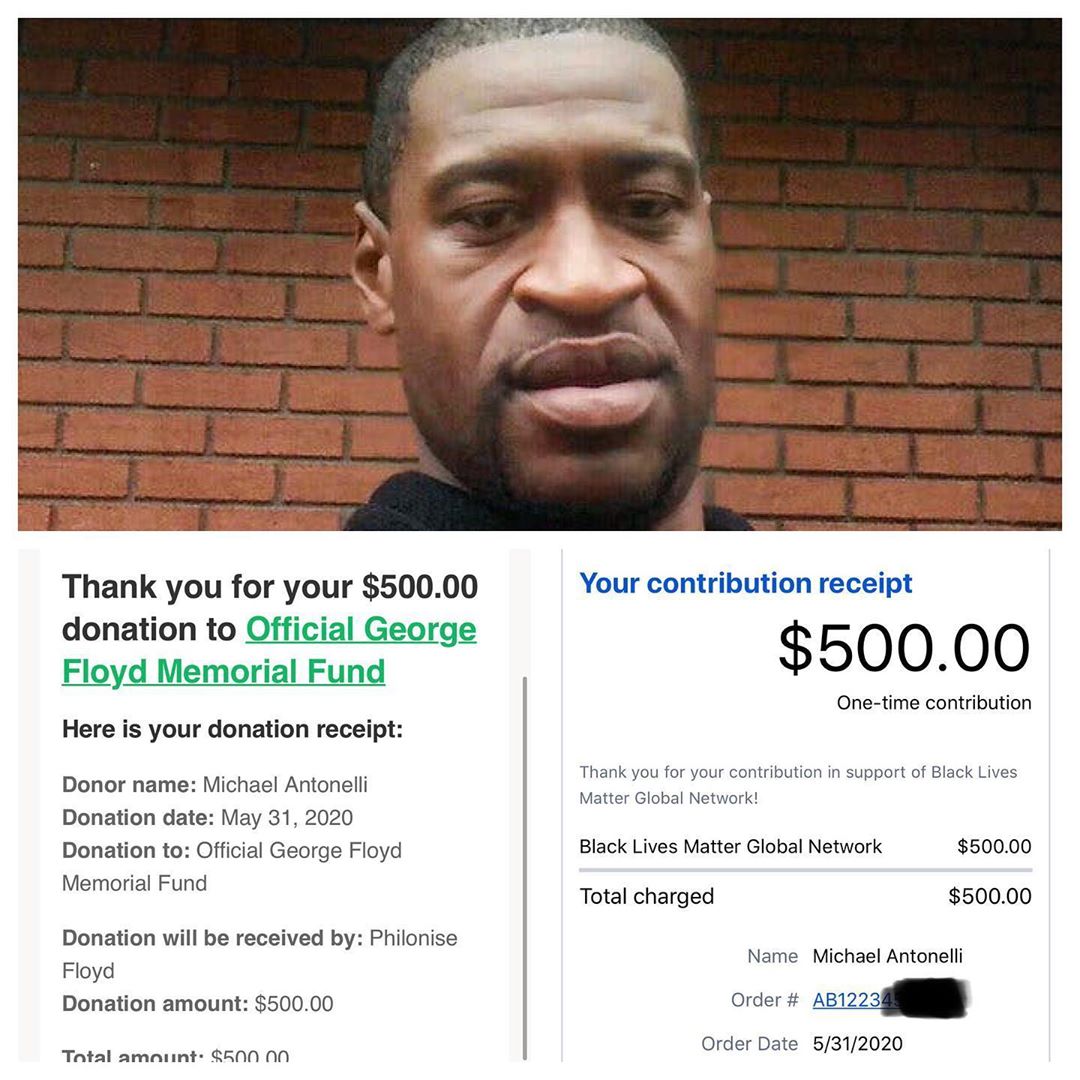 Thank you for your $500.00
donation to Official George
Floyd Memorial Fund
Here is your donation receipt:
Donor name: Michael Antonelli
Donation date: May 31, 2020
Donation to: Official George Floyd
Memorial Fund
Donation will be received by: Philonise
Floyd
Donation amount: $500.00
Total amount: $500.00
Your contribution receipt
$500.00
One-time contribution
Thank you for your contribution in support of Black Lives
Matter Global Network!
Black Lives Matter Global Network $500.00
Total charged $500.00
Name Michael Antonelli
Order # AB12234
Order Date 5/31/2020